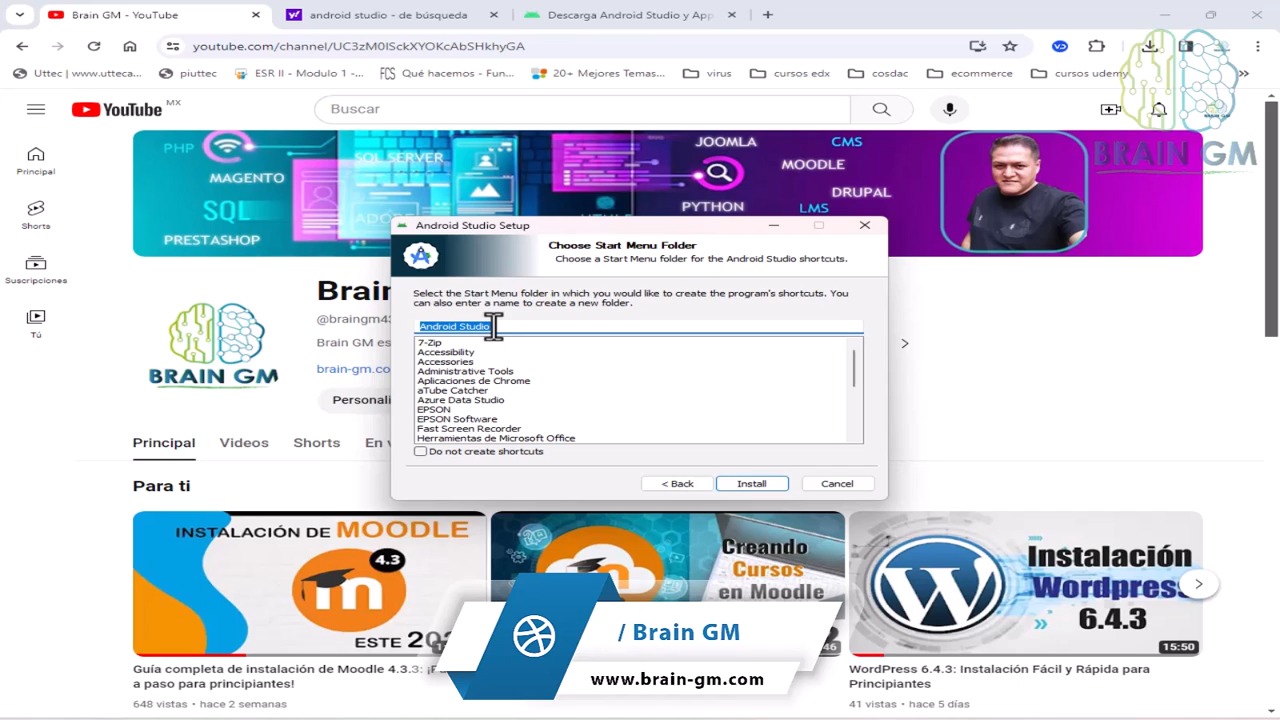 Brain GM - YouTube
android studio - de búsqueda
Descarga Android Studio y App
youtube.com/channel/UC3zM0ISckXYOKcAbSHkhyGA
Uttec | www.utteca...
piuttec
ESR II - Modulo 1 -...
Qué hacemos - Fun...
20+ Mejores Temas...
virus
cursos edx
cosdac
ecommerce
cursos udemy
YouTube MX
Buscar
BRAIN GM
Principal
Shorts
Suscripciones
Tú
PHP
MAGENTO
SQL
PRESTASHOP
SQL SERVER
ADOBE
HTML
JOOMLA
CMS
MOODLE
DRUPAL
PYTHON
LMS
BRAIN GM
Brain
@braingm43
Brain GM es
brain-gm.co
Personali
Android Studio Setup
Choose Start Menu Folder
Choose a Start Menu folder for the Android Studio shortcuts.
Select the Start Menu folder in which you would like to create the program's shortcuts. You
can also enter a name to create a new folder.
Android Studio
7-Zip
Accessibility
Accessories
Administrative Tools
Aplicaciones de Chrome
aTube Catcher
Azure Data Studio
EPSON
EPSON Software
Fast Screen Recorder
Herramientas de Microsoft Office
Do not create shortcuts
< Back
Install
Cancel
Principal
Videos
Shorts
En v
Para ti
INSTALACIÓN DE MOODLE
4.3
ESTE 202
Creando
Cursos
en Moodle
Instalación
Wordpress
6.4.3
15:50
/ Brain GM
www.brain-gm.com
Guía completa de instalación de Moodle 4.3.3: ¡P
a paso para principiantes!
648 vistas • hace 2 semanas
WordPress 6.4.3: Instalación Fácil y Rápida para
Principiantes
41 vistas • hace 5 días